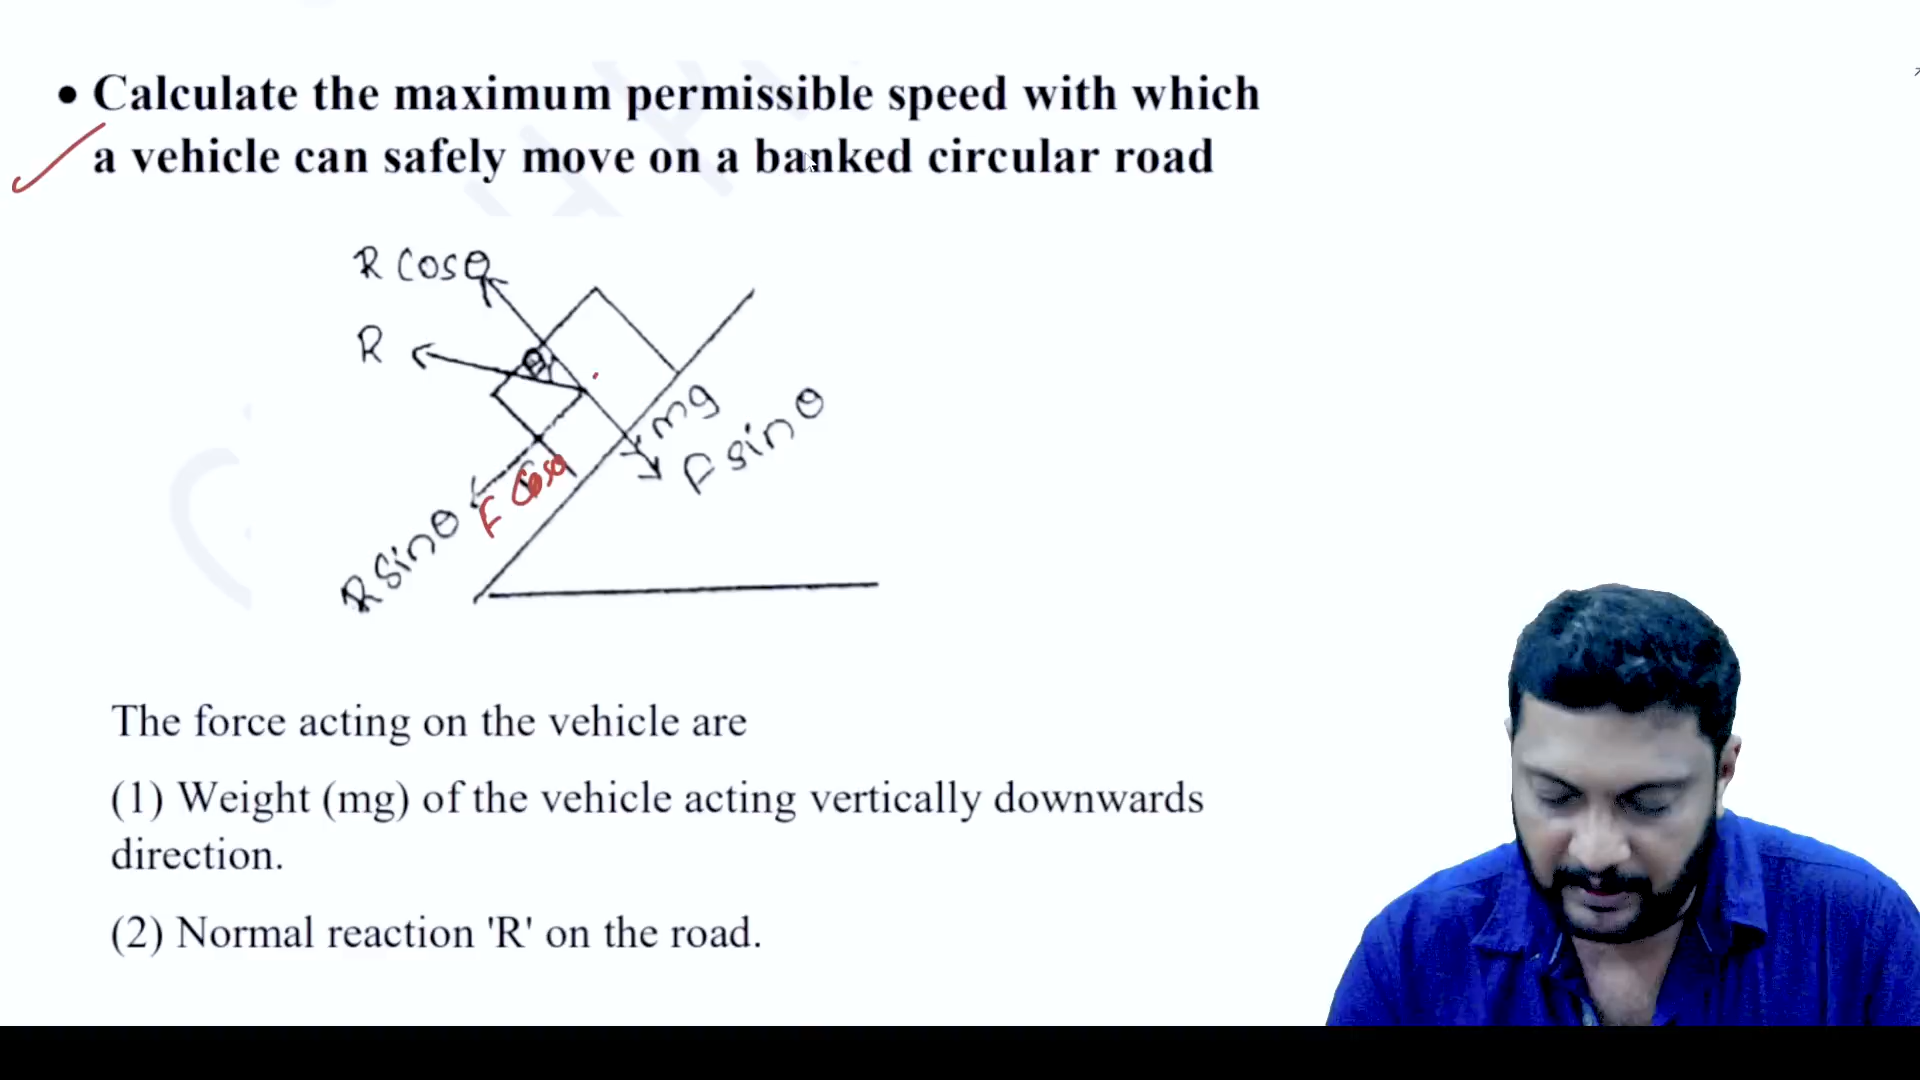 • Calculate the maximum permissible speed with which
a vehicle can safely move on a banked circular road
R Cosθ
R
θ
mg
F sinθ
F Cosθ
R sinθ
The force acting on the vehicle are
(1) Weight (mg) of the vehicle acting vertically downwards
direction.
(2) Normal reaction 'R' on the road.